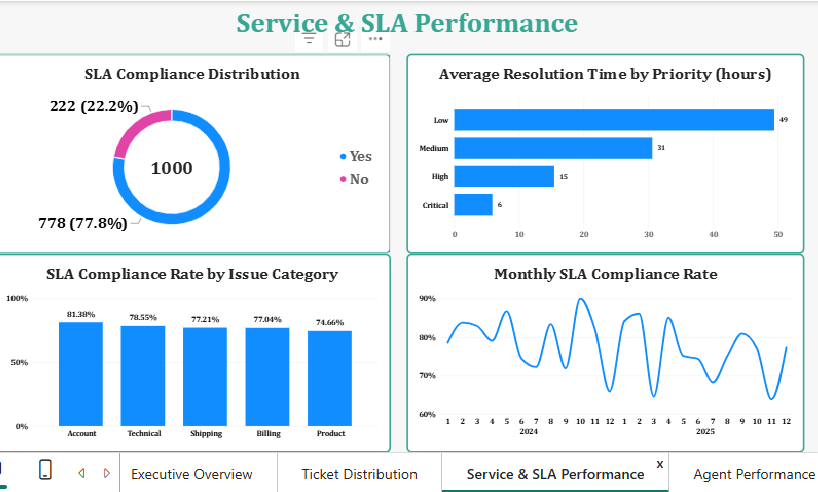 Service & SLA Performance
SLA Compliance Distribution
222 (22.2%)
1000
778 (77.8%)
Yes
No
Average Resolution Time by Priority (hours)
Low
49
Medium
31
High
15
Critical
6
0 10 20 30 40 50
SLA Compliance Rate by Issue Category
100%
50%
0%
81.38% 78.55% 77.21% 77.04% 74.66%
Account Technical Shipping Billing Product
Monthly SLA Compliance Rate
90%
80%
70%
60%
1 2 3 4 5 6 7 8 9 10 11 12 1 2 3 4 5 6 7 8 9 10 11 12
2024 2025
Executive Overview
Ticket Distribution
Service & SLA Performance
x
Agent Performance